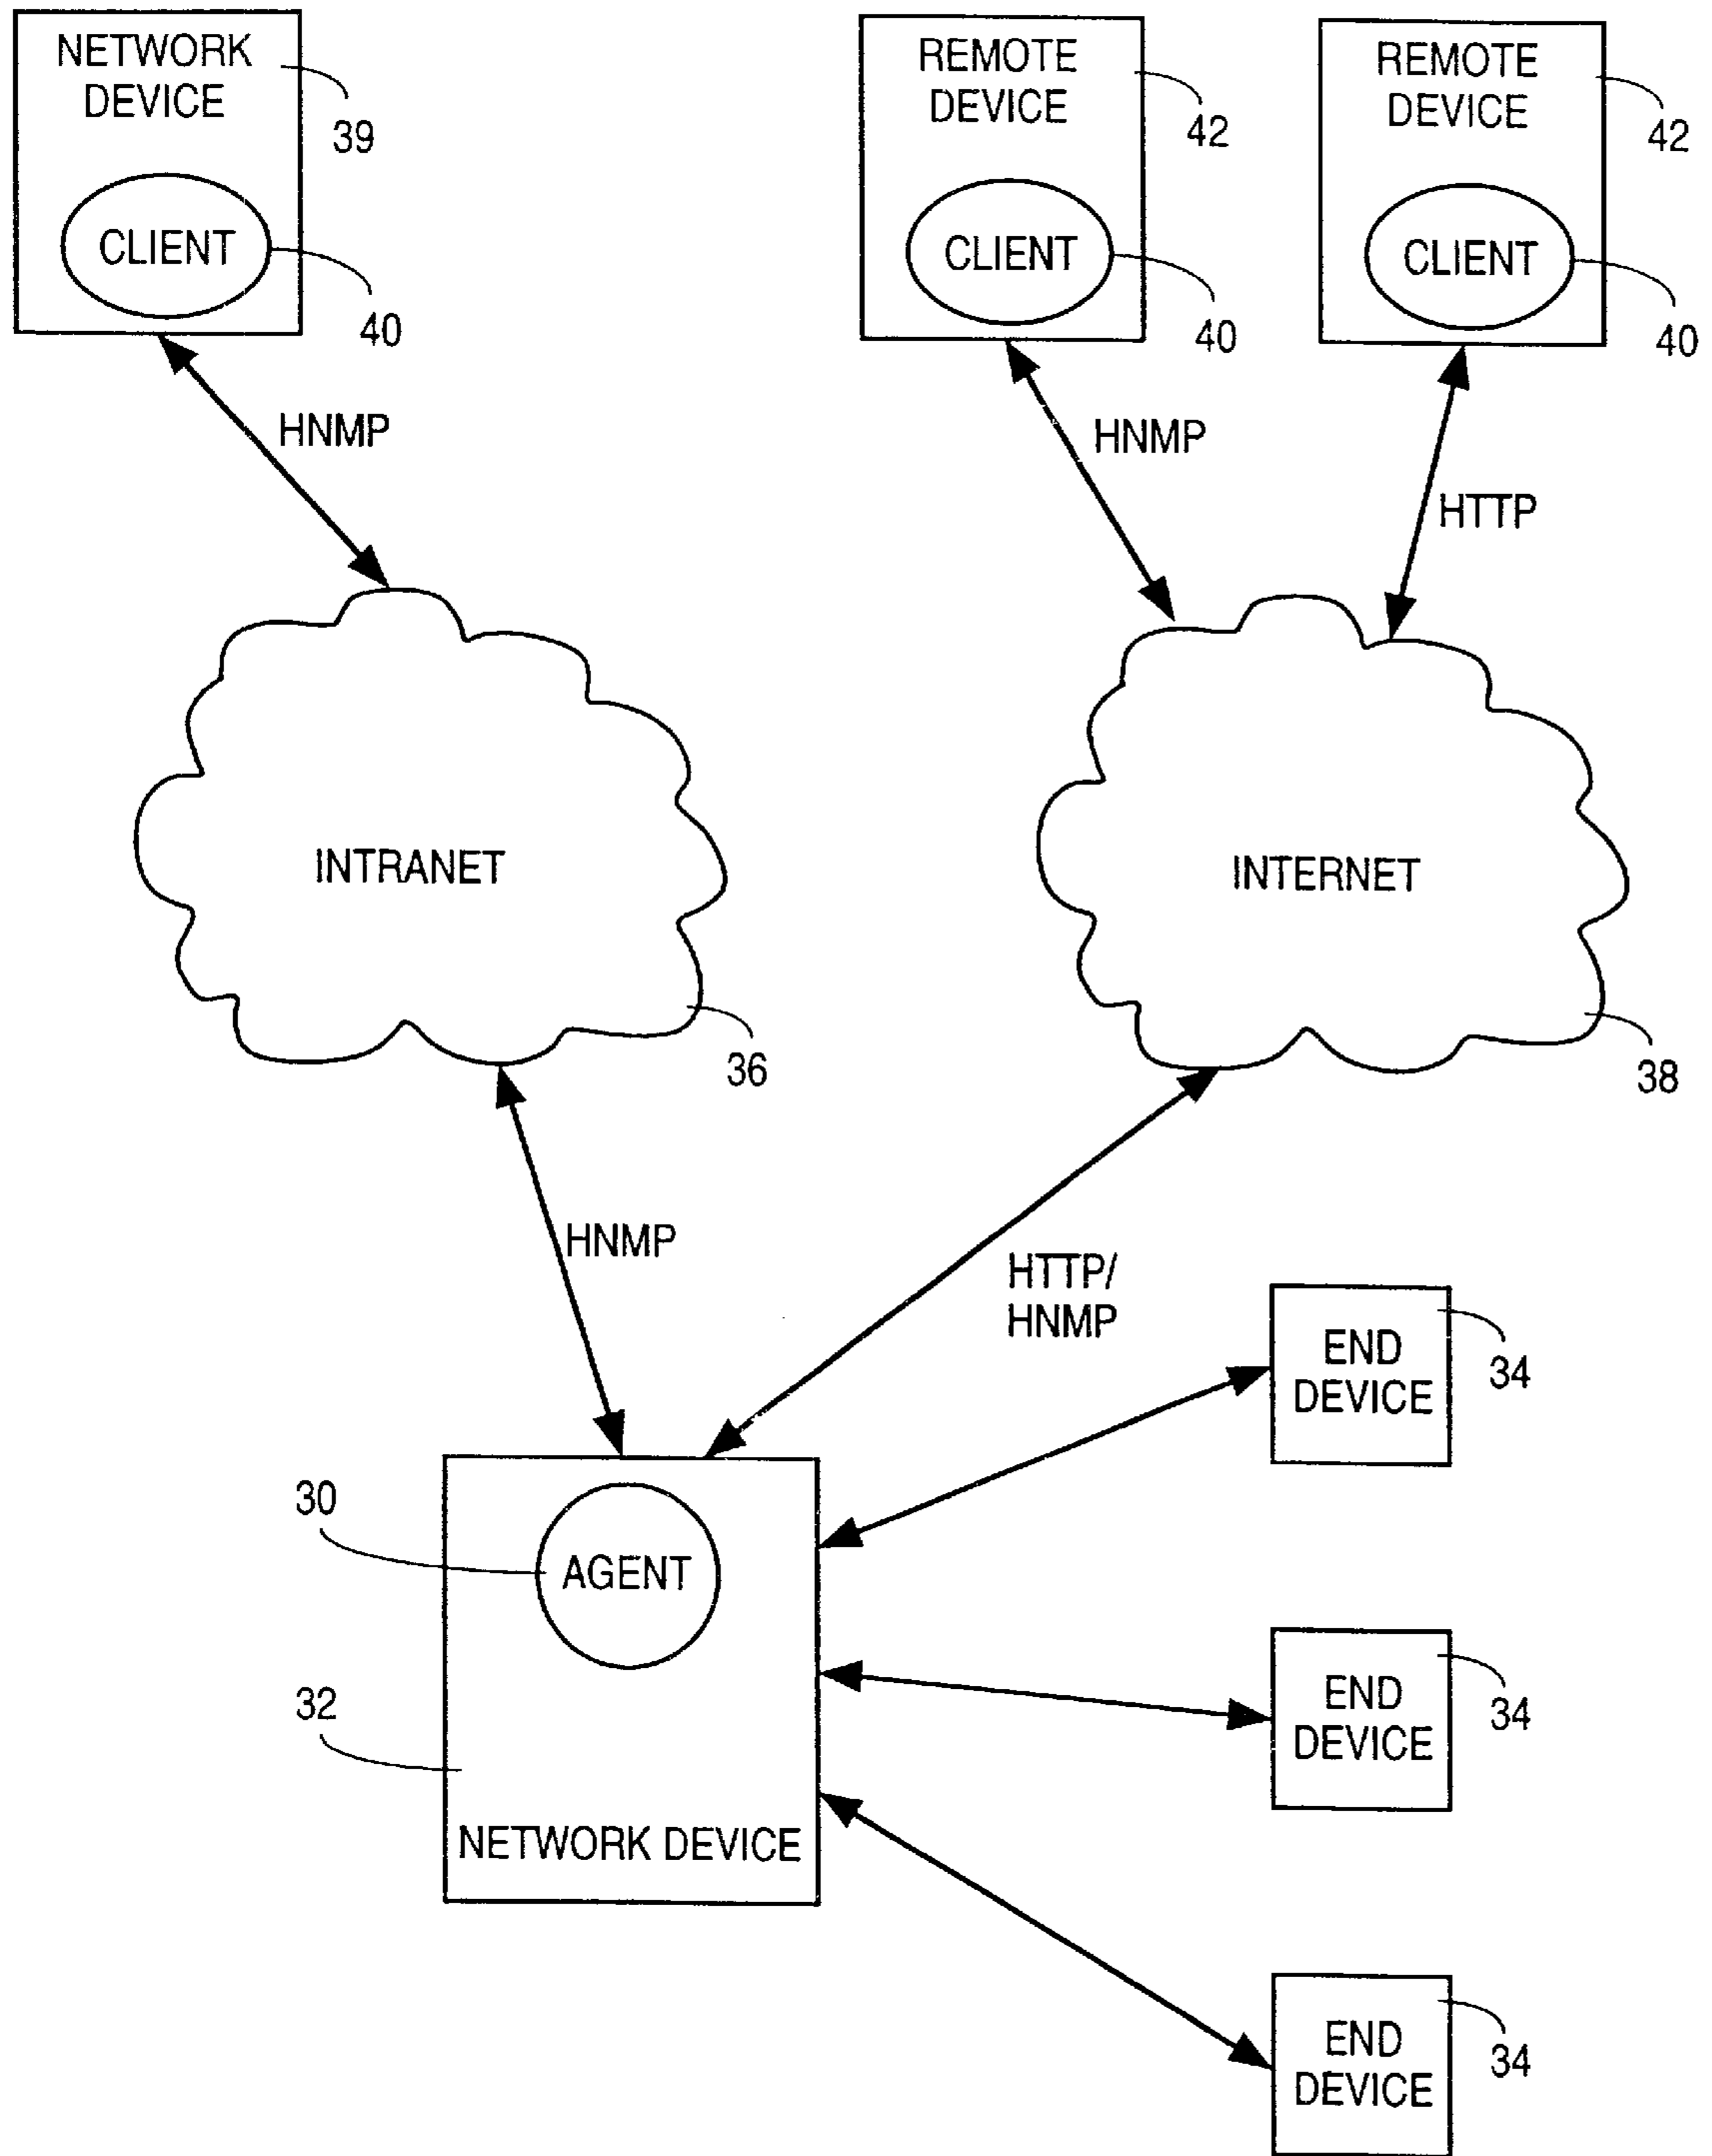 NETWORK
DEVICE
39
CLIENT
40
REMOTE
DEVICE
42
CLIENT
40
REMOTE
DEVICE
42
CLIENT
40
HNMP
HNMP
HTTP
INTRANET
36
INTERNET
38
HNMP
HTTP/
HNMP
30
AGENT
32
NETWORK DEVICE
END
DEVICE
34
END
DEVICE
34
END
DEVICE
34